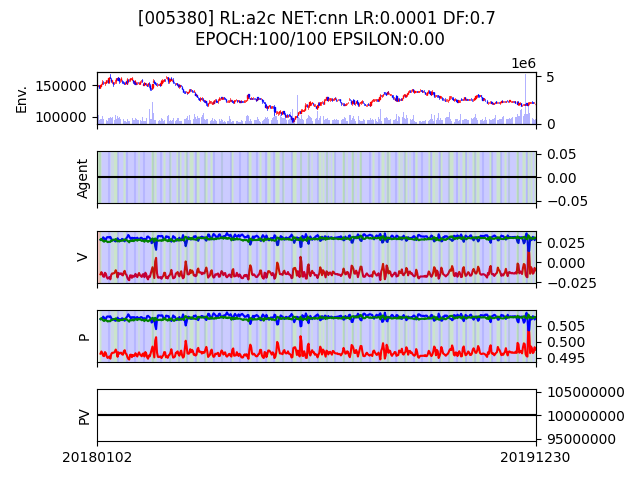 [005380] RL:a2c NET:cnn LR:0.0001 DF:0.7
EPOCH:100/100 EPSILON:0.00
1e6
Env.
150000
100000
5
0
Agent
0.05
0.00
−0.05
V
0.025
0.000
−0.025
P
0.505
0.500
0.495
PV
105000000
100000000
95000000
20180102
20191230